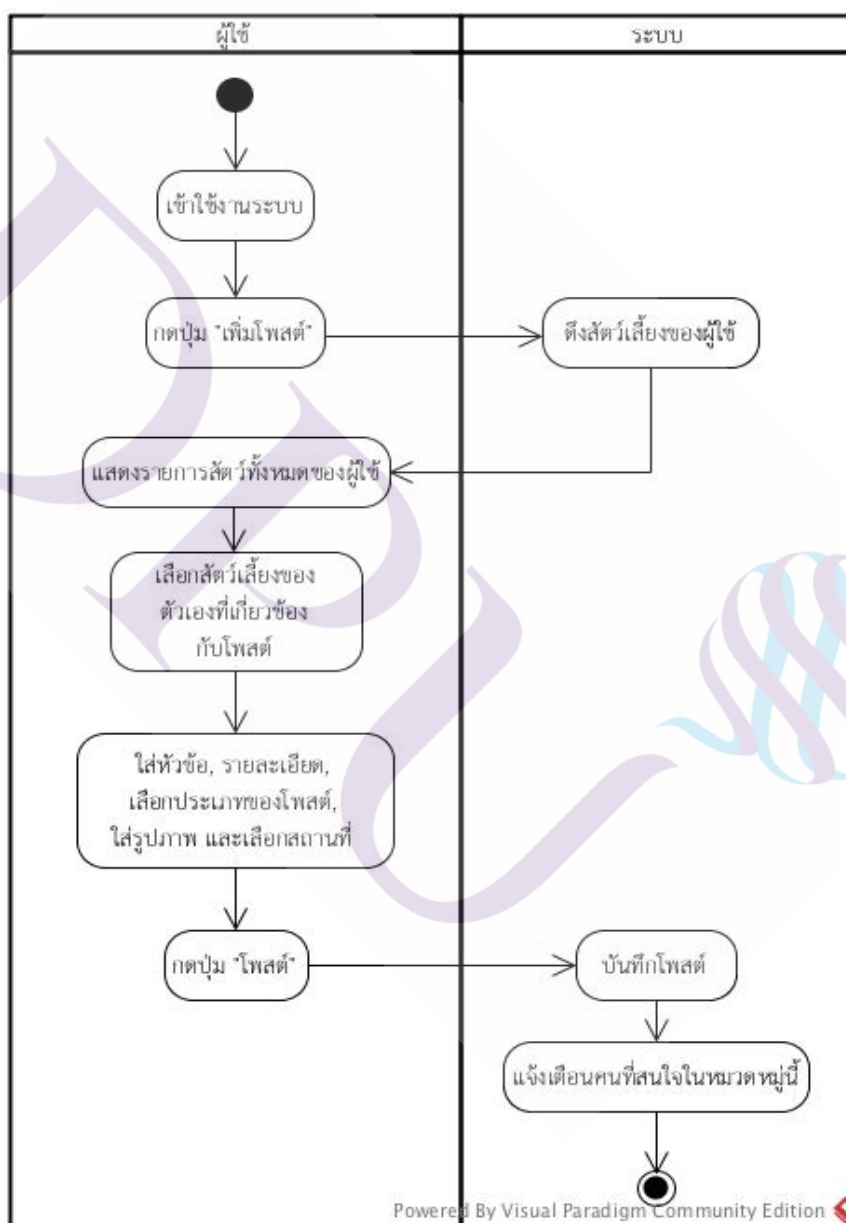 ผู้ใช้
ระบบ
เข้าใช้งานระบบ
กดปุ่ม "เพิ่มโพสต์"
ดึงสัตว์เลี้ยงของผู้ใช้
แสดงรายการสัตว์ทั้งหมดของผู้ใช้
เลือกสัตว์เลี้ยงของ
ตัวเองที่เกี่ยวข้อง
กับโพสต์
ใส่หัวข้อ, รายละเอียด,
เลือกประเภทของโพสต์,
ใส่รูปภาพ และเลือกสถานที่
กดปุ่ม "โพสต์"
บันทึกโพสต์
แจ้งเตือนคนที่สนใจในหมวดหมู่นี้
Powered By Visual Paradigm Community Edition
DPU